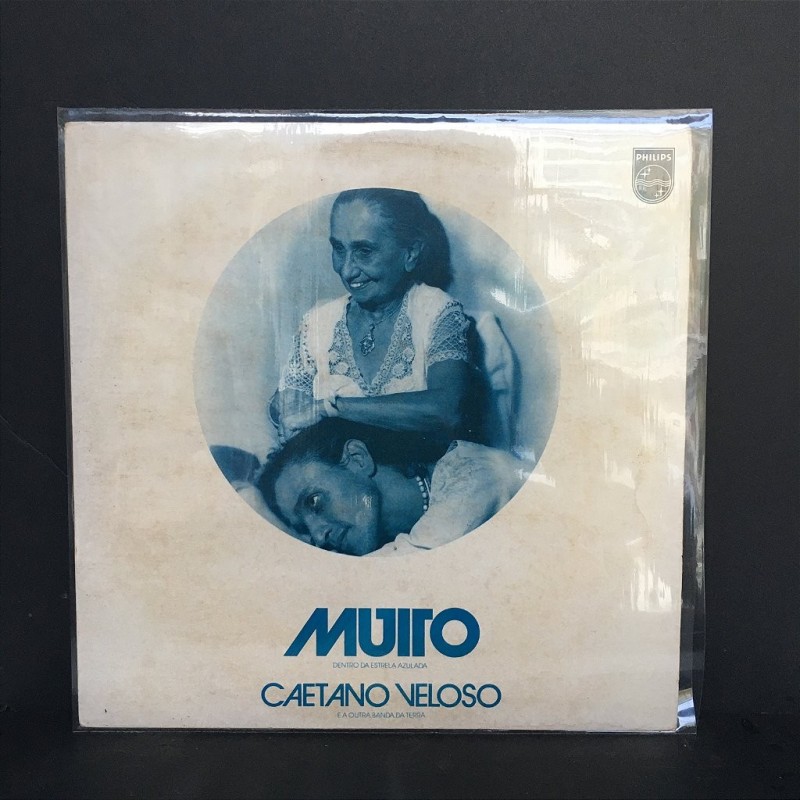 PHILIPS
MUITO
DENTRO DA ESTRELA AZULADA
CAETANO VELOSO
E A OUTRA BANDA DA TERRA